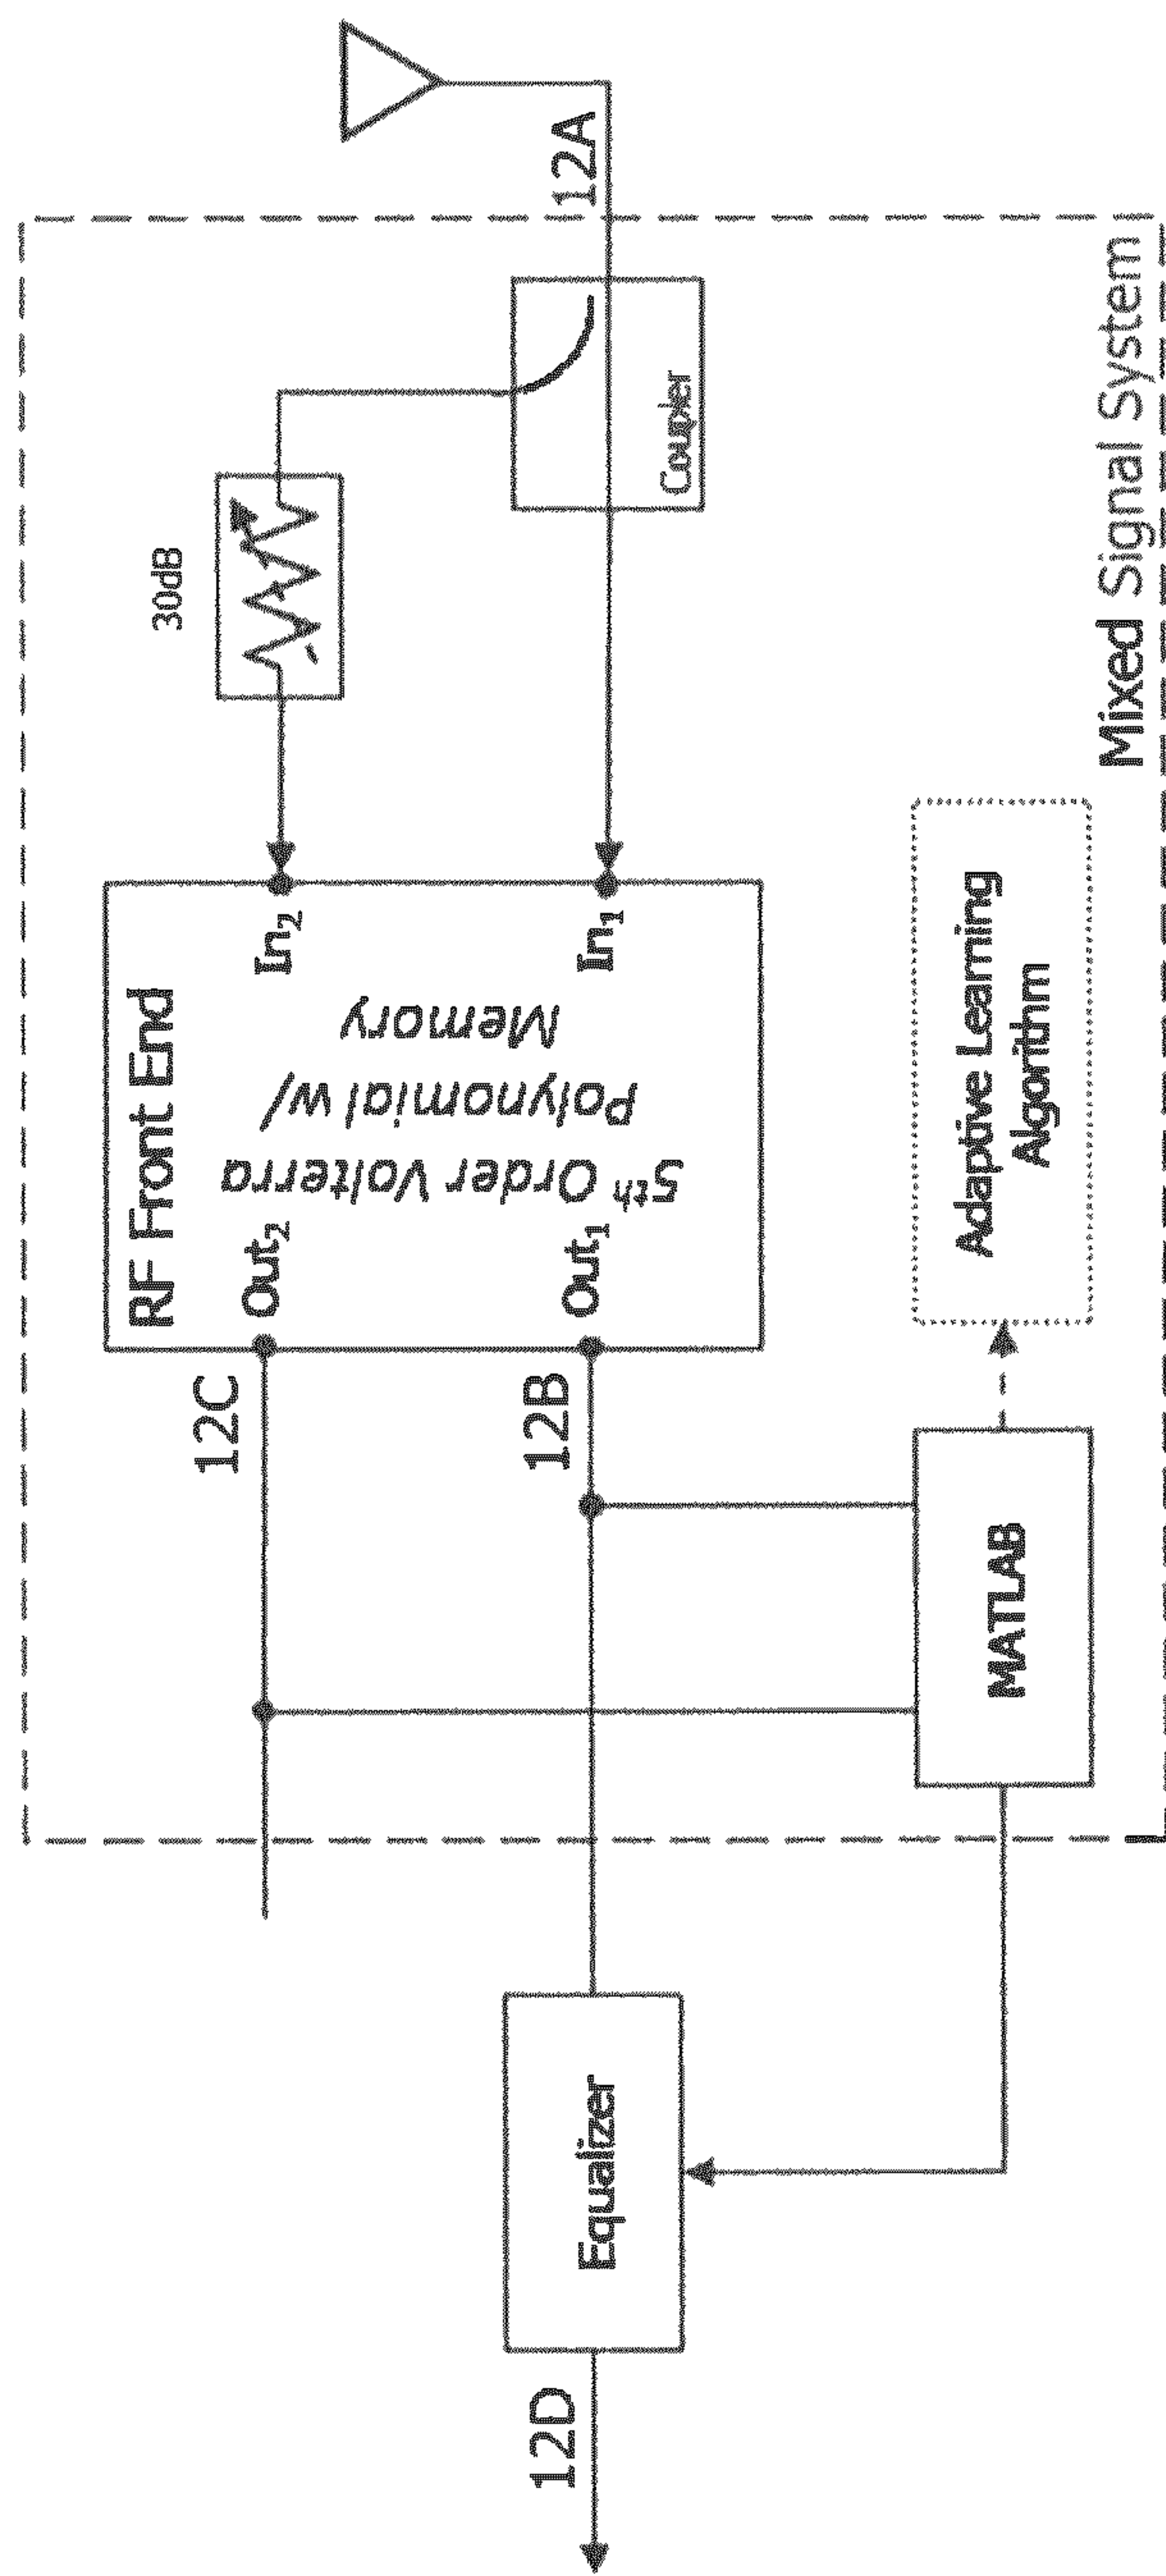 12A
Coupler
30dB
Mixed Signal System
RF Front End
In₂
In₁
5th Order Volterra
Polynomial w/
Memory
Out₂
Out₁
12C
12B
Adaptive Learning
Algorithm
MATLAB
Equalizer
12D